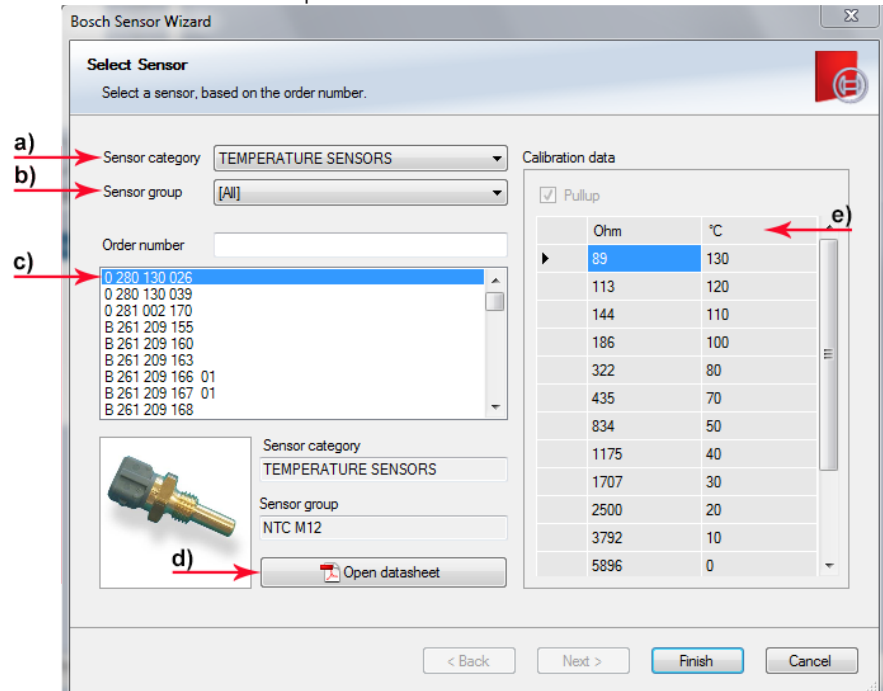 Bosch Sensor Wizard
Select Sensor
Select a sensor, based on the order number.
a)
Sensor category TEMPERATURE SENSORS
b)
Sensor group [All]
Order number
c)
0 280 130 026
0 280 130 039
0 281 002 170
B 261 209 155
B 261 209 160
B 261 209 163
B 261 209 166 01
B 261 209 167 01
B 261 209 168
Sensor category
TEMPERATURE SENSORS
Sensor group
NTC M12
d)
Open datasheet
Calibration data
Pullup
e)
Ohm °C
89 130
113 120
144 110
186 100
322 80
435 70
834 50
1175 40
1707 30
2500 20
3792 10
5896 0
< Back Next > Finish Cancel